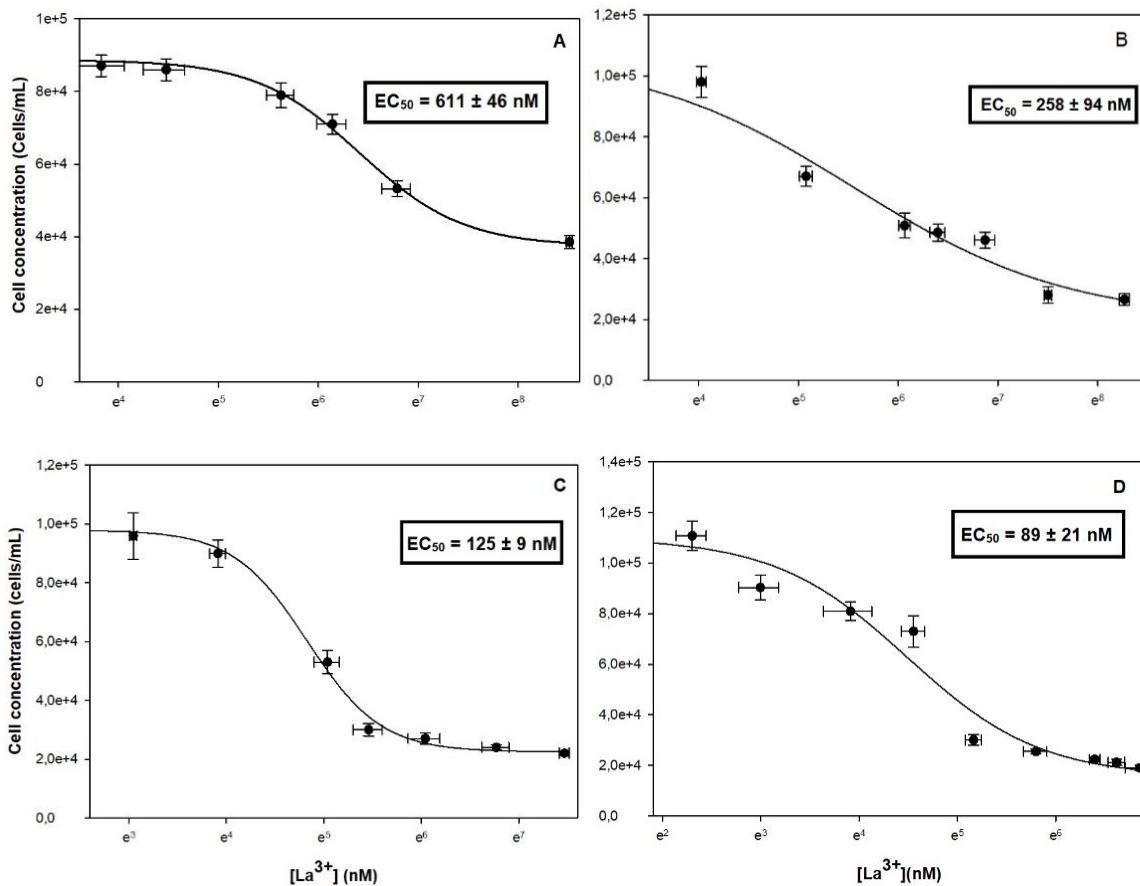 A
EC₅₀ = 611 ± 46 nM
Cell concentration (Cells/mL)
1e+5
8e+4
6e+4
4e+4
2e+4
0
e⁴ e⁵ e⁶ e⁷ e⁸
B
EC₅₀ = 258 ± 94 nM
1,2e+5
1,0e+5
8,0e+4
6,0e+4
4,0e+4
2,0e+4
0,0
e⁴ e⁵ e⁶ e⁷ e⁸
C
EC₅₀ = 125 ± 9 nM
Cell concentration (cells/mL)
1,2e+5
1,0e+5
8,0e+4
6,0e+4
4,0e+4
2,0e+4
0,0
e³ e⁴ e⁵ e⁶ e⁷
[La³⁺] (nM)
D
EC₅₀ = 89 ± 21 nM
1,4e+5
1,2e+5
1,0e+5
8,0e+4
6,0e+4
4,0e+4
2,0e+4
0,0
e² e³ e⁴ e⁵ e⁶
[La³⁺](nM)